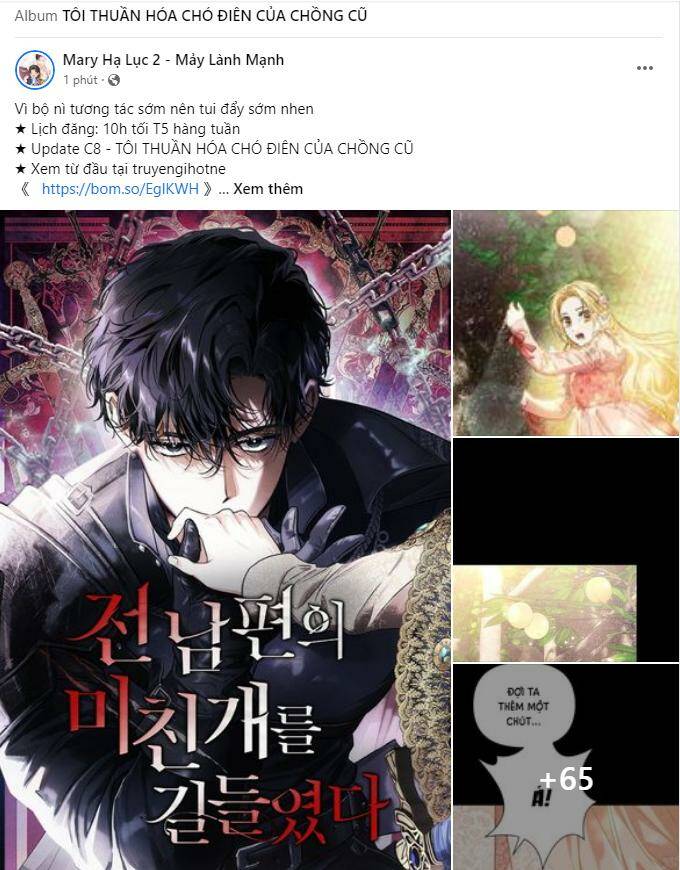 Album TÔI THUẦN HÓA CHÓ ĐIÊN CỦA CHỒNG CŨ
Mary Hạ Lục 2 - Mảy Lành Mạnh
1 phút ·
Vì bộ nì tương tác sớm nên tui đẩy sớm nhen
★ Lịch đăng: 10h tối T5 hàng tuần
★ Update C8 - TÔI THUẦN HÓA CHÓ ĐIÊN CỦA CHỒNG CŨ
★ Xem từ đầu tại truyengihotne
《 https://bom.so/EglKWH 》... Xem thêm
전 남편의
미친개를
길들였다
ĐỢI TA
THÊM MỘT
CHÚT...
+65
Á!